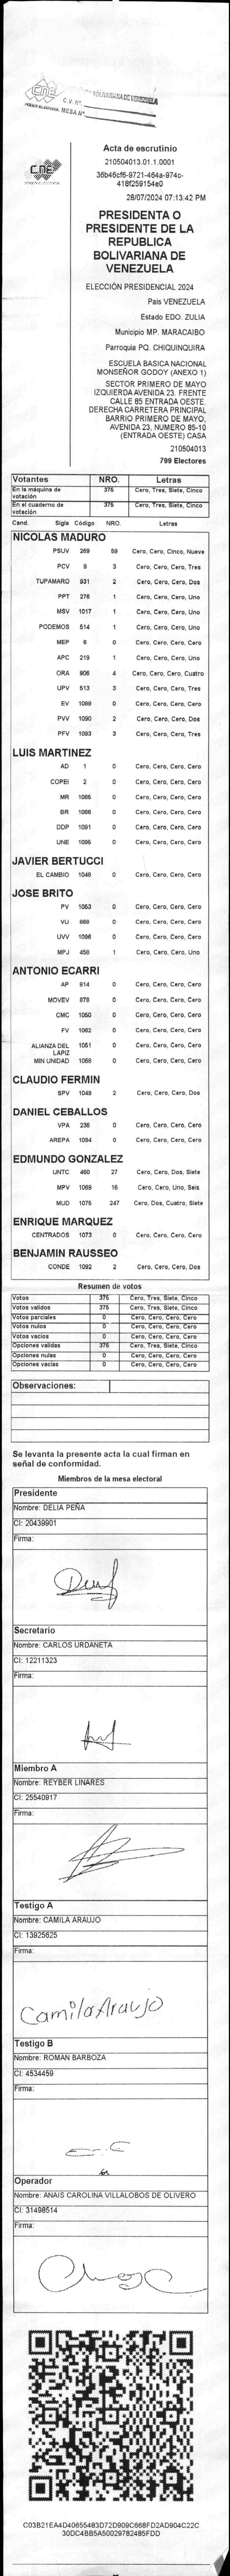 CNE
PODER ELECTORAL
BOLIVARIANA DE VENEZUELA
C.V. Nº.
MESA Nº
CNE
Acta de escrutinio
210504013.01.1.0001
36b46cf6-9721-464a-974c-
418f259154e0
28/07/2024 07:13:42 PM
PRESIDENTA O
PRESIDENTE DE LA
REPUBLICA
BOLIVARIANA DE
VENEZUELA
ELECCIÓN PRESIDENCIAL 2024
Pais VENEZUELA
Estado EDO. ZULIA
Municipio MP. MARACAIBO
Parroquia PQ. CHIQUINQUIRA
ESCUELA BASICA NACIONAL
MONSEÑOR GODOY (ANEXO 1)
SECTOR PRIMERO DE MAYO
IZQUIERDA AVENIDA 23. FRENTE
CALLE 85 ENTRADA OESTE.
DERECHA CARRETERA PRINCIPAL
BARRIO PRIMERO DE MAYO,
AVENIDA 23, NUMERO 85-10
(ENTRADA OESTE) CASA
210504013
799 Electores
Votantes NRO. Letras
En la máquina de votación 375 Cero, Tres, Siete, Cinco
En el cuaderno de votación 375 Cero, Tres, Siete, Cinco
Cand. Sigla Código NRO. Letras
NICOLAS MADURO
PSUV 269 59 Cero, Cero, Cinco, Nueve
PCV 9 3 Cero, Cero, Cero, Tres
TUPAMARO 931 2 Cero, Cero, Cero, Dos
PPT 276 1 Cero, Cero, Cero, Uno
MSV 1017 1 Cero, Cero, Cero, Uno
PODEMOS 514 1 Cero, Cero, Cero, Uno
MEP 6 0 Cero, Cero, Cero, Cero
APC 219 1 Cero, Cero, Cero, Uno
ORA 906 4 Cero, Cero, Cero, Cuatro
UPV 513 3 Cero, Cero, Cero, Tres
EV 1089 0 Cero, Cero, Cero, Cero
PVV 1090 2 Cero, Cero, Cero, Dos
PFV 1093 3 Cero, Cero, Cero, Tres
LUIS MARTINEZ
AD 1 0 Cero, Cero, Cero, Cero
COPEI 2 0 Cero, Cero, Cero, Cero
MR 1065 0 Cero, Cero, Cero, Cero
BR 1066 0 Cero, Cero, Cero, Cero
DDP 1091 0 Cero, Cero, Cero, Cero
UNE 1095 0 Cero, Cero, Cero, Cero
JAVIER BERTUCCI
EL CAMBIO 1048 0 Cero, Cero, Cero, Cero
JOSE BRITO
PV 1053 0 Cero, Cero, Cero, Cero
VU 868 0 Cero, Cero, Cero, Cero
UVV 1096 0 Cero, Cero, Cero, Cero
MPJ 458 1 Cero, Cero, Cero, Uno
ANTONIO ECARRI
AP 914 0 Cero, Cero, Cero, Cero
MOVEV 878 0 Cero, Cero, Cero, Cero
CMC 1050 0 Cero, Cero, Cero, Cero
FV 1062 0 Cero, Cero, Cero, Cero
ALIANZA DEL LAPIZ 1051 0 Cero, Cero, Cero, Cero
MIN UNIDAD 1068 0 Cero, Cero, Cero, Cero
CLAUDIO FERMIN
SPV 1049 2 Cero, Cero, Cero, Dos
DANIEL CEBALLOS
VPA 236 0 Cero, Cero, Cero, Cero
AREPA 1094 0 Cero, Cero, Cero, Cero
EDMUNDO GONZALEZ
UNTC 460 27 Cero, Cero, Dos, Siete
MPV 1069 16 Cero, Cero, Uno, Seis
MUD 1075 247 Cero, Dos, Cuatro, Siete
ENRIQUE MARQUEZ
CENTRADOS 1073 0 Cero, Cero, Cero, Cero
BENJAMIN RAUSSEO
CONDE 1092 2 Cero, Cero, Cero, Dos
Resumen de votos
Votos 375 Cero, Tres, Siete, Cinco
Votos validos 375 Cero, Tres, Siete, Cinco
Votos parciales 0 Cero, Cero, Cero, Cero
Votos nulos 0 Cero, Cero, Cero, Cero
Votos vacios 0 Cero, Cero, Cero, Cero
Opciones validas 375 Cero, Tres, Siete, Cinco
Opciones nulas 0 Cero, Cero, Cero, Cero
Opciones vacias 0 Cero, Cero, Cero, Cero
Observaciones:
Se levanta la presente acta la cual firman en
señal de conformidad.
Miembros de la mesa electoral
Presidente
Nombre: DELIA PEÑA
CI: 20439901
Firma:
Secretario
Nombre: CARLOS URDANETA
CI: 12211323
Firma:
Miembro A
Nombre: REYBER LINARES
CI: 25540917
Firma:
Testigo A
Nombre: CAMILA ARAUJO
CI: 13925625
Firma:
Camila Araujo
Testigo B
Nombre: ROMAN BARBOZA
CI: 4534459
Firma:
Operador
Nombre: ANAIS CAROLINA VILLALOBOS DE OLIVERO
CI: 31498514
Firma:
C03B21EA4D40655483D72D909C668FD2AD904C22C
30DC4BB5A50029782485FDD